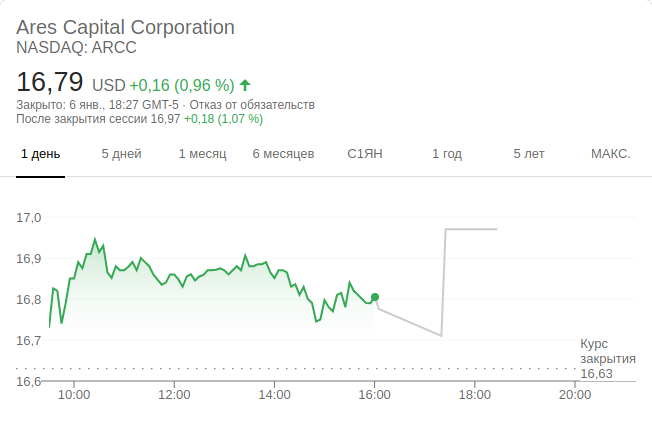 Ares Capital Corporation
NASDAQ: ARCC
16,79 USD +0,16 (0,96 %)
Закрыто: 6 янв., 18:27 GMT-5 · Отказ от обязательств
После закрытия сессии 16,97 +0,18 (1,07 %)
1 день 5 дней 1 месяц 6 месяцев С1ЯН 1 год 5 лет МАКС.
17,0
16,9
16,8
16,7
Курс
закрытия
16,63
16,6
10:00 12:00 14:00 16:00 18:00 20:00